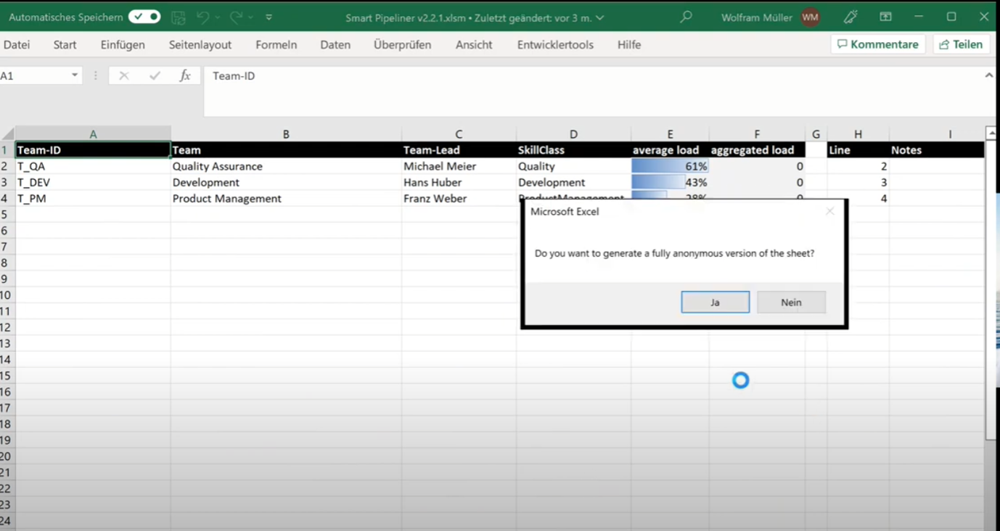 Automatisches Speichern Smart Pipeliner v2.2.1.xlsm • Zuletzt geändert: vor 3 m. Wolfram Müller WM
Datei Start Einfügen Seitenlayout Formeln Daten Überprüfen Ansicht Entwicklertools Hilfe Kommentare Teilen
A1 fx Team-ID
A B C D E F G H I
1 Team-ID Team Team-Lead SkillClass average load aggregated load Line Notes
2 T_QA Quality Assurance Michael Meier Quality 61% 0 2
3 T_DEV Development Hans Huber Development 43% 0 3
4 T_PM Product Management Franz Weber ProductManagement 28% 0 4
5
Microsoft Excel
6
7
Do you want to generate a fully anonymous version of the sheet?
8
9
10
Ja Nein
11
12
13
14
15
16
17
18
19
20
21
22
23
24